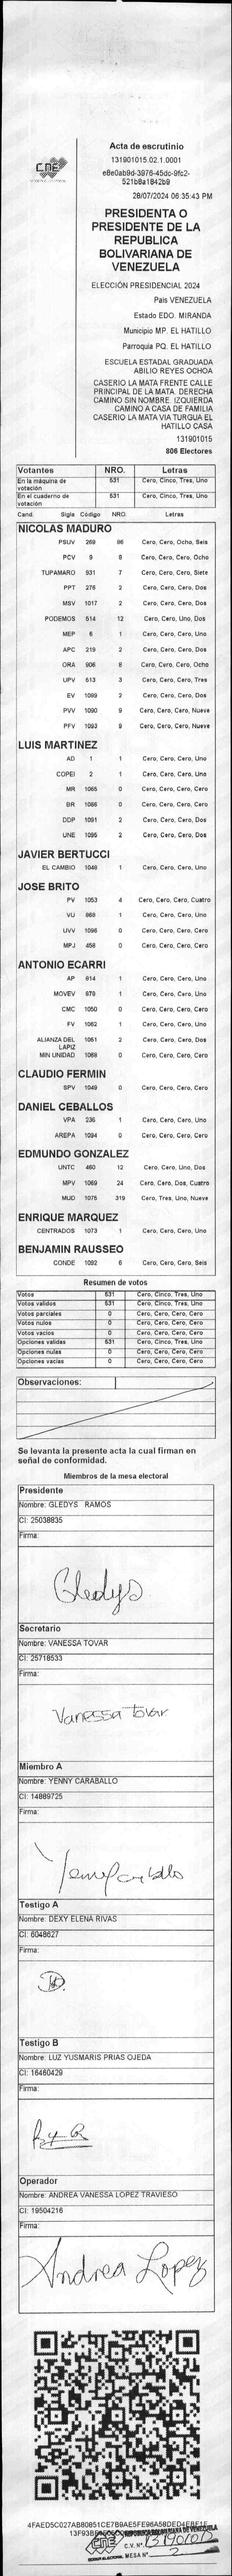 CNE
Acta de escrutinio
131901015.02.1.0001
e8e0ab9d-3976-45dc-9fc2-
521b8a1842b9
28/07/2024 06:35:43 PM
PRESIDENTA O
PRESIDENTE DE LA
REPUBLICA
BOLIVARIANA DE
VENEZUELA
ELECCIÓN PRESIDENCIAL 2024
Pais VENEZUELA
Estado EDO. MIRANDA
Municipio MP. EL HATILLO
Parroquia PQ. EL HATILLO
ESCUELA ESTADAL GRADUADA
ABILIO REYES OCHOA
CASERIO LA MATA FRENTE CALLE
PRINCIPAL DE LA MATA. DERECHA
CAMINO SIN NOMBRE. IZQUIERDA
CAMINO A CASA DE FAMILIA
CASERIO LA MATA VIA TURGUA EL
HATILLO CASA
131901015
806 Electores
Votantes NRO. Letras
En la máquina de votación 531 Cero, Cinco, Tres, Uno
En el cuaderno de votación 531 Cero, Cinco, Tres, Uno
Cand. Sigla Código NRO. Letras
NICOLAS MADURO
PSUV 269 86 Cero, Cero, Ocho, Seis
PCV 9 8 Cero, Cero, Cero, Ocho
TUPAMARO 931 7 Cero, Cero, Cero, Siete
PPT 276 2 Cero, Cero, Cero, Dos
MSV 1017 2 Cero, Cero, Cero, Dos
PODEMOS 514 12 Cero, Cero, Uno, Dos
MEP 6 1 Cero, Cero, Cero, Uno
APC 219 2 Cero, Cero, Cero, Dos
ORA 906 8 Cero, Cero, Cero, Ocho
UPV 613 3 Cero, Cero, Cero, Tres
EV 1089 2 Cero, Cero, Cero, Dos
PVV 1090 9 Cero, Cero, Cero, Nueve
PFV 1093 9 Cero, Cero, Cero, Nueve
LUIS MARTINEZ
AD 1 1 Cero, Cero, Cero, Uno
COPEI 2 1 Cero, Cero, Cero, Uno
MR 1065 0 Cero, Cero, Cero, Cero
BR 1086 0 Cero, Cero, Cero, Cero
DDP 1091 2 Cero, Cero, Cero, Dos
UNE 1095 2 Cero, Cero, Cero, Dos
JAVIER BERTUCCI
EL CAMBIO 1048 1 Cero, Cero, Cero, Uno
JOSE BRITO
PV 1053 4 Cero, Cero, Cero, Cuatro
VU 868 1 Cero, Cero, Cero, Uno
UVV 1096 0 Cero, Cero, Cero, Cero
MPJ 458 0 Cero, Cero, Cero, Cero
ANTONIO ECARRI
AP 814 1 Cero, Cero, Cero, Uno
MOVEV 879 1 Cero, Cero, Cero, Uno
CMC 1050 0 Cero, Cero, Cero, Cero
FV 1062 1 Cero, Cero, Cero, Uno
ALIANZA DEL LAPIZ 1061 2 Cero, Cero, Cero, Dos
MIN UNIDAD 1068 0 Cero, Cero, Cero, Cero
CLAUDIO FERMIN
SPV 1049 0 Cero, Cero, Cero, Cero
DANIEL CEBALLOS
VPA 236 1 Cero, Cero, Cero, Uno
AREPA 1094 0 Cero, Cero, Cero, Cero
EDMUNDO GONZALEZ
UNTC 460 12 Cero, Cero, Uno, Dos
MPV 1069 24 Cero, Cero, Dos, Cuatro
MUD 1075 319 Cero, Tres, Uno, Nueve
ENRIQUE MARQUEZ
CENTRADOS 1073 1 Cero, Cero, Cero, Uno
BENJAMIN RAUSSEO
CONDE 1092 6 Cero, Cero, Cero, Seis
Resumen de votos
Votos 531 Cero, Cinco, Tres, Uno
Votos validos 531 Cero, Cinco, Tres, Uno
Votos parciales 0 Cero, Cero, Cero, Cero
Votos nulos 0 Cero, Cero, Cero, Cero
Votos vacios 0 Cero, Cero, Cero, Cero
Opciones validas 531 Cero, Cinco, Tres, Uno
Opciones nulas 0 Cero, Cero, Cero, Cero
Opciones vacias 0 Cero, Cero, Cero, Cero
Observaciones:
Se levanta la presente acta la cual firman en
señal de conformidad.
Miembros de la mesa electoral
Presidente
Nombre: GLEDYS RAMOS
CI: 25038835
Firma:
Gledys
Secretario
Nombre: VANESSA TOVAR
CI: 25718533
Firma:
Vanessa Tovar
Miembro A
Nombre: YENNY CARABALLO
CI: 14889725
Firma:
Testigo A
Nombre: DEXY ELENA RIVAS
CI: 6048627
Firma:
Testigo B
Nombre: LUZ YUSMARIS PRIAS OJEDA
CI: 16460429
Firma:
Operador
Nombre: ANDREA VANESSA LOPEZ TRAVIESO
CI: 19504216
Firma:
Andrea Lopez
4FAED5C027AB80851CE7B9AE5FE96A58DED4EBF1E
REPÚBLICA BOLIVARIANA DE VENEZUELA
CNE
C.V. N°
MESA N° 2